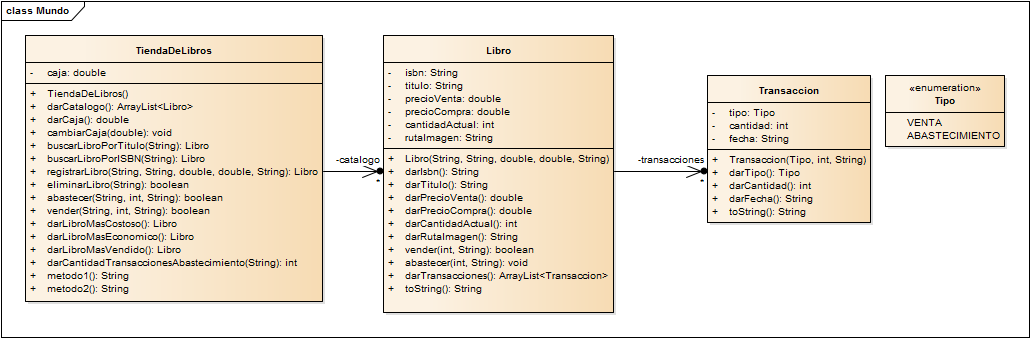 class Mundo
TiendaDeLibros
- caja: double
+ TiendaDeLibros()
+ darCatalogo(): ArrayList<Libro>
+ darCaja(): double
+ cambiarCaja(double): void
+ buscarLibroPorTitulo(String): Libro
+ buscarLibroPorISBN(String): Libro
+ registrarLibro(String, String, double, double, String): Libro
+ eliminarLibro(String): boolean
+ abastecer(String, int, String): boolean
+ vender(String, int, String): boolean
+ darLibroMasCostoso(): Libro
+ darLibroMasEconomico(): Libro
+ darLibroMasVendido(): Libro
+ darCantidadTransaccionesAbastecimiento(String): int
+ metodo1(): String
+ metodo2(): String
-catalogo
*
Libro
- isbn: String
- titulo: String
- precioVenta: double
- precioCompra: double
- cantidadActual: int
- rutaImagen: String
+ Libro(String, String, double, double, String)
+ darIsbn(): String
+ darTitulo(): String
+ darPrecioVenta(): double
+ darPrecioCompra(): double
+ darCantidadActual(): int
+ darRutaImagen(): String
+ vender(int, String): boolean
+ abastecer(int, String): void
+ darTransacciones(): ArrayList<Transaccion>
+ toString(): String
-transacciones
*
Transaccion
- tipo: Tipo
- cantidad: int
- fecha: String
+ Transaccion(Tipo, int, String)
+ darTipo(): Tipo
+ darCantidad(): int
+ darFecha(): String
+ toString(): String
«enumeration»
Tipo
VENTA
ABASTECIMIENTO